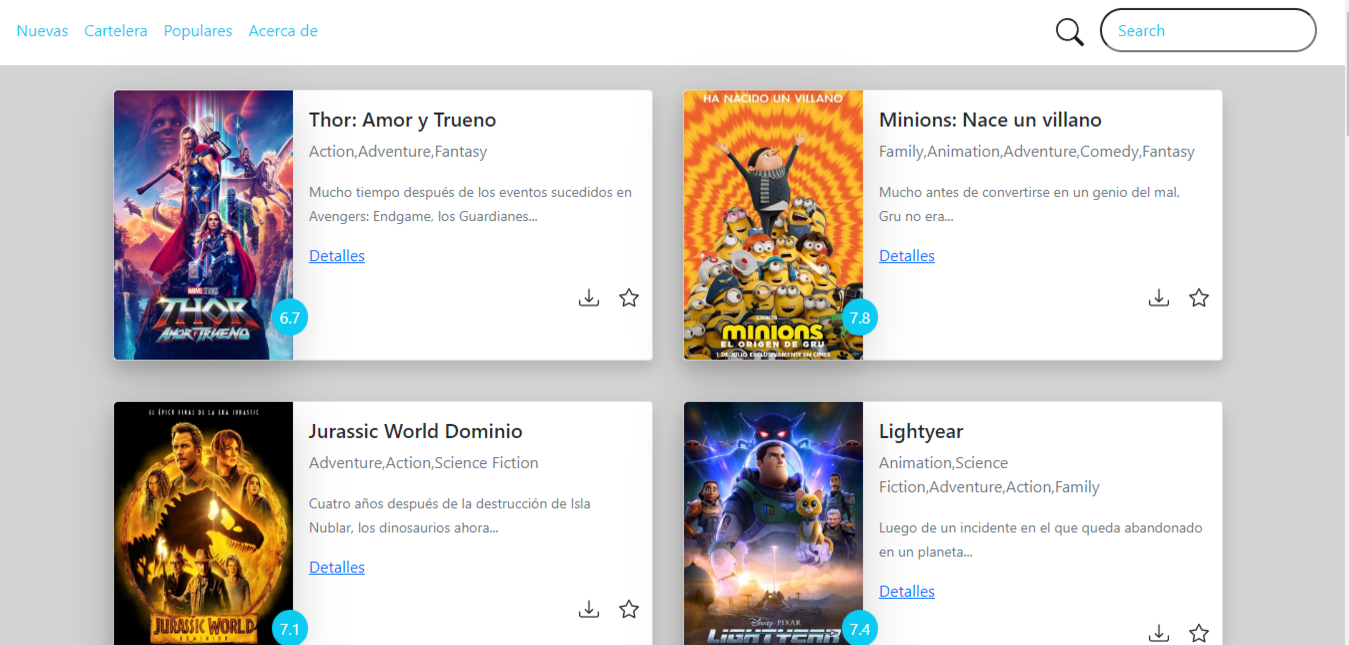 Nuevas Cartelera Populares Acerca de
Search
Thor: Amor y Trueno
Action,Adventure,Fantasy
Mucho tiempo después de los eventos sucedidos en
Avengers: Endgame, los Guardianes...
Detalles
MARVEL STUDIOS
THOR
AMOR Y TRUENO
6.7
HA NACIDO UN VILLANO
Minions: Nace un villano
Family,Animation,Adventure,Comedy,Fantasy
Mucho antes de convertirse en un genio del mal,
Gru no era...
Detalles
minions
EL ORIGEN DE GRU
1 DE JULIO EXCLUSIVAMENTE EN CINES
7.8
EL ÉPICO FINAL DE LA ERA JURASSIC
Jurassic World Dominio
Adventure,Action,Science Fiction
Cuatro años después de la destrucción de Isla
Nublar, los dinosaurios ahora...
Detalles
JURASSIC WORLD
DOMINION
7.1
Lightyear
Animation,Science
Fiction,Adventure,Action,Family
Luego de un incidente en el que queda abandonado
en un planeta...
Detalles
Disney · PIXAR
LIGHTYEAR
7.4